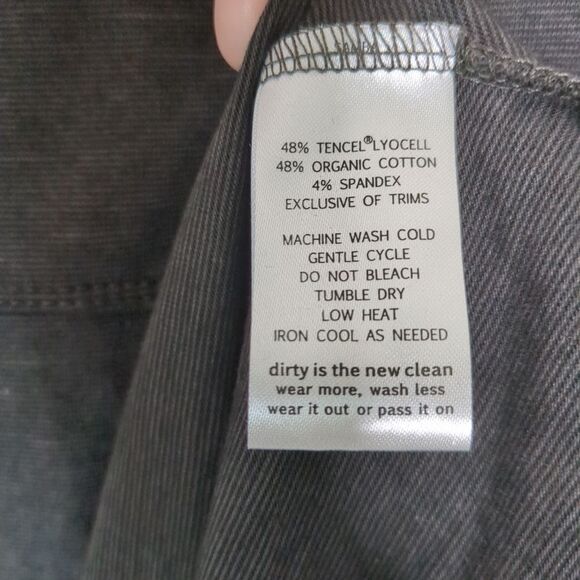 48% TENCEL®LYOCELL
48% ORGANIC COTTON
4% SPANDEX
EXCLUSIVE OF TRIMS
MACHINE WASH COLD
GENTLE CYCLE
DO NOT BLEACH
TUMBLE DRY
LOW HEAT
IRON COOL AS NEEDED
dirty is the new clean
wear more, wash less
wear it out or pass it on